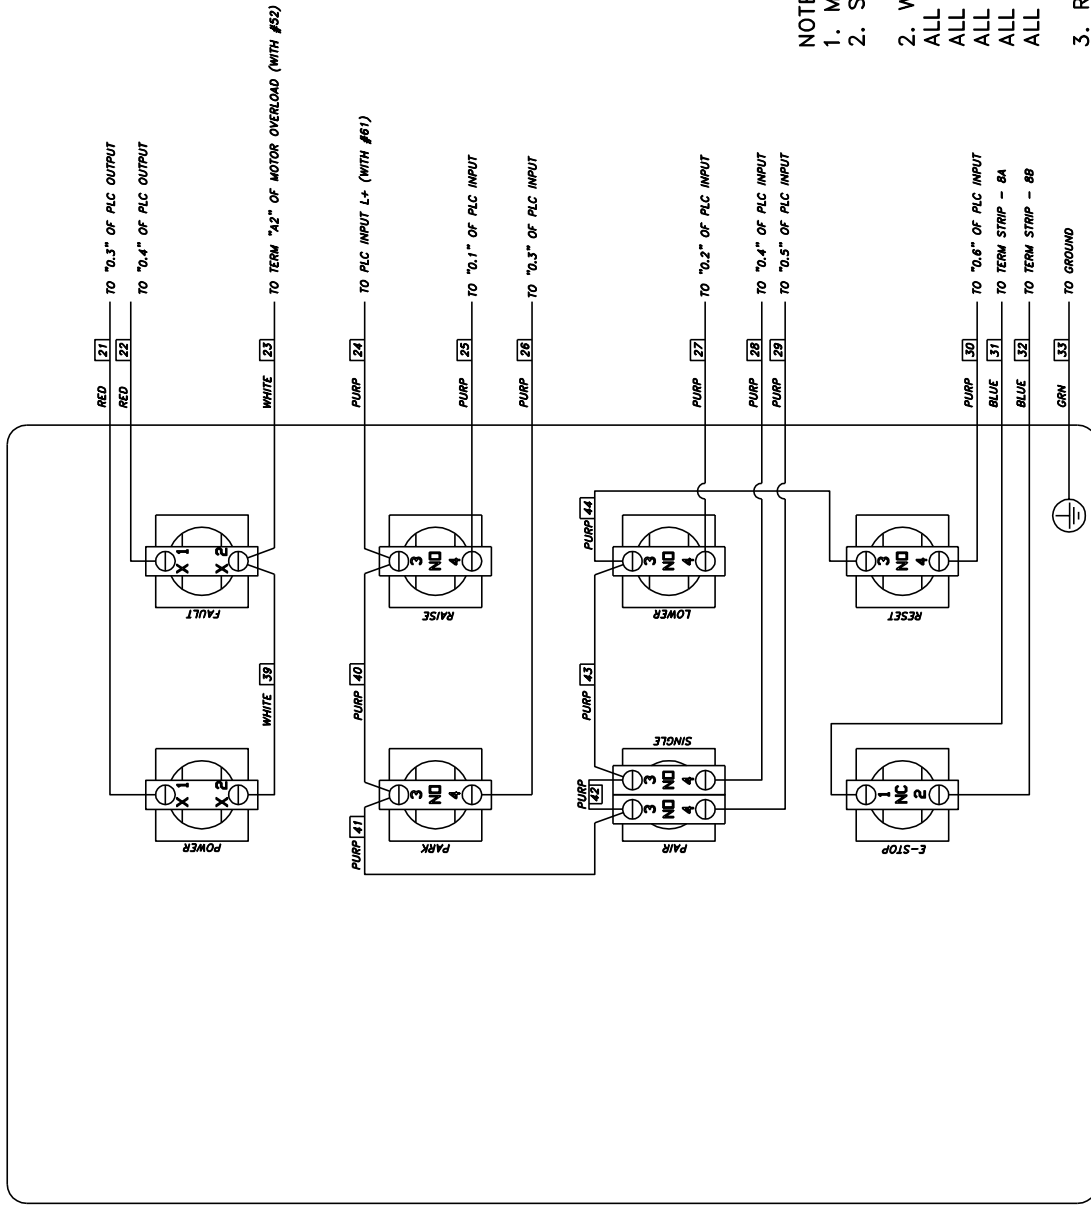 RED 21 TO "0.3" OF PLC OUTPUT
RED 22 TO "0.4" OF PLC OUTPUT
WHITE 23 TO TERM "A2" OF MOTOR OVERLOAD (WITH #52)
PURP 24 TO PLC INPUT L+ (WITH #61)
PURP 25 TO "0.1" OF PLC INPUT
PURP 26 TO "0.3" OF PLC INPUT
PURP 27 TO "0.2" OF PLC INPUT
PURP 28 TO "0.4" OF PLC INPUT
PURP 29 TO "0.5" OF PLC INPUT
PURP 30 TO "0.6" OF PLC INPUT
BLUE 31 TO TERM STRIP - 8A
BLUE 32 TO TERM STRIP - 8B
GRN 33 TO GROUND
X 1
X 2
FAULT
WHITE 39
X 1
X 2
POWER
3
NO
4
RAISE
PURP 40
3
NO
4
PARK
PURP 41
PURP 44
3
NO
4
LOWER
PURP 43
SINGLE
3
NO
4
PURP 42
3
NO
4
PAIR
3
NO
4
RESET
1
NC
2
E-STOP
NOTE
1. M
2. S
2. W
ALL
ALL
ALL
ALL
ALL
3. R